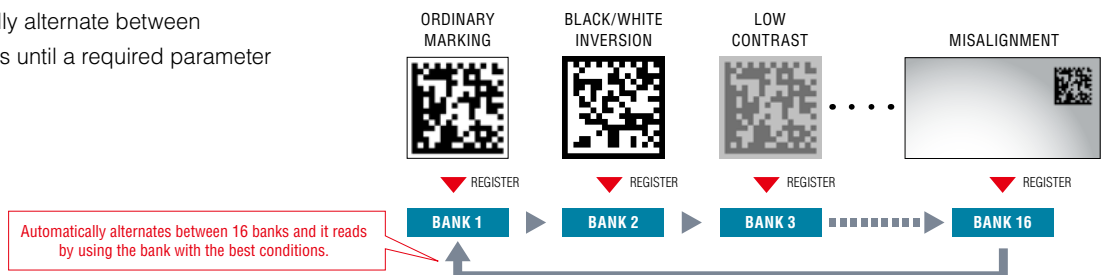 lly alternate between
s until a required parameter
ORDINARY
MARKING
BLACK/WHITE
INVERSION
LOW
CONTRAST
MISALIGNMENT
REGISTER
REGISTER
REGISTER
REGISTER
BANK 1
BANK 2
BANK 3
BANK 16
Automatically alternates between 16 banks and it reads
by using the bank with the best conditions.